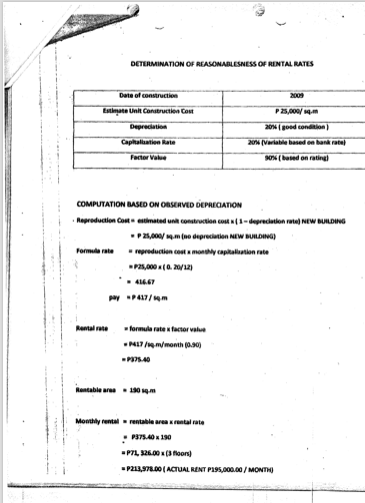 DETERMINATION OF REASONABLESNESS OF RENTAL RATES
Date of construction 2009
Estimate Unit Construction Cost P 25,000/ sq.m
Depreciation 20% ( good condition )
Capitalization Rate 20% (Variable based on bank rate)
Factor Value 90% ( based on rating)
COMPUTATION BASED ON OBSERVED DEPRECIATION
Reproduction Cost = estimated unit construction cost x ( 1 – depreciation rate) NEW BUILDING
= P 25,000/ sq.m (no depreciation NEW BUILDING)
Formula rate = reproduction cost x monthly capitalization rate
= P25,000 x ( 0. 20/12)
= 416.67
pay = P 417 / sq.m
Rental rate = formula rate x factor value
= P417 /sq.m/month (0.90)
= P375.40
Rentable area = 190 sq.m
Monthly rental = rentable area x rental rate
= P375.40 x 190
= P71, 326.00 x (3 floors)
= P213,978.00 ( ACTUAL RENT P195,000.00 / MONTH)